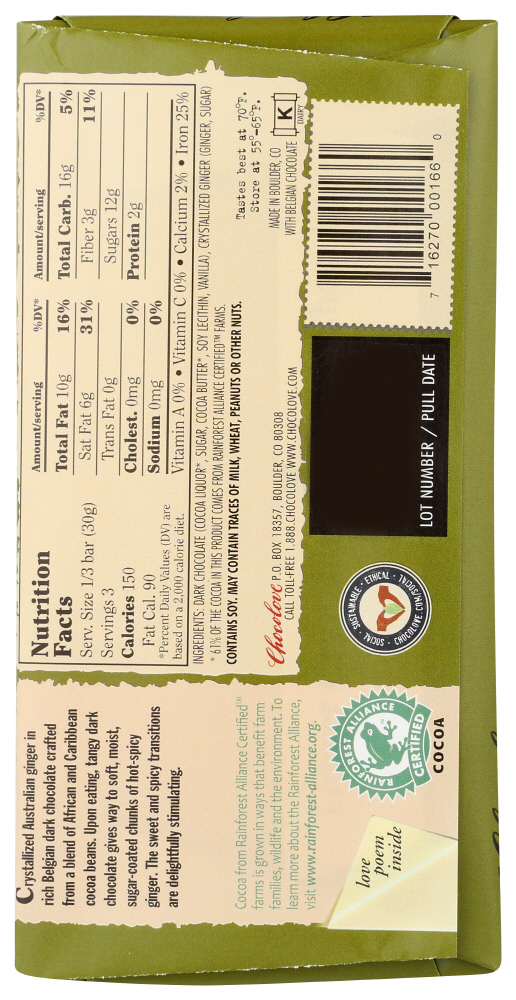 Nutrition
Facts
Serv. Size 1/3 bar (30g)
Servings 3
Calories 150
Fat Cal. 90
*Percent Daily Values (DV) are
based on a 2,000 calorie diet.
Amount/serving %DV*
Total Fat 10g 16%
Sat Fat 6g 31%
Trans Fat 0g
Cholest. 0mg 0%
Sodium 0mg 0%
Amount/serving %DV*
Total Carb. 16g 5%
Fiber 3g 11%
Sugars 12g
Protein 2g
Vitamin A 0% • Vitamin C 0% • Calcium 2% • Iron 25%
INGREDIENTS: DARK CHOCOLATE (COCOA LIQUOR*, SUGAR, COCOA BUTTER*, SOY LECITHIN, VANILLA), CRYSTALLIZED GINGER (GINGER, SUGAR)
* 61% OF THE COCOA IN THIS PRODUCT COMES FROM RAINFOREST ALLIANCE CERTIFIED™ FARMS.
CONTAINS SOY. MAY CONTAIN TRACES OF MILK, WHEAT, PEANUTS OR OTHER NUTS.
Tastes best at 70°F.
Store at 55°-65°F.
Chocolove P.O. BOX 18357, BOULDER, CO 80308
CALL TOLL-FREE 1.888.CHOCOLOVE WWW.CHOCOLOVE.COM
MADE IN BOULDER, CO
WITH BELGIAN CHOCOLATE
K
DAIRY
7 16270 00166 0
LOT NUMBER / PULL DATE
SOCIAL · SUSTAINABLE · ETHICAL · CHOCOLOVE.COM/SOCIAL
Crystallized Australian ginger in
rich Belgian dark chocolate crafted
from a blend of African and Caribbean
cocoa beans. Upon eating, tangy dark
chocolate gives way to soft, moist,
sugar-coated chunks of hot-spicy
ginger. The sweet and spicy transitions
are delightfully stimulating.
Cocoa from Rainforest Alliance Certified™
farms is grown in ways that benefit farm
families, wildlife and the environment. To
learn more about the Rainforest Alliance,
visit www.rainforest-alliance.org.
RAINFOREST ALLIANCE
CERTIFIED
COCOA
love
poem
inside